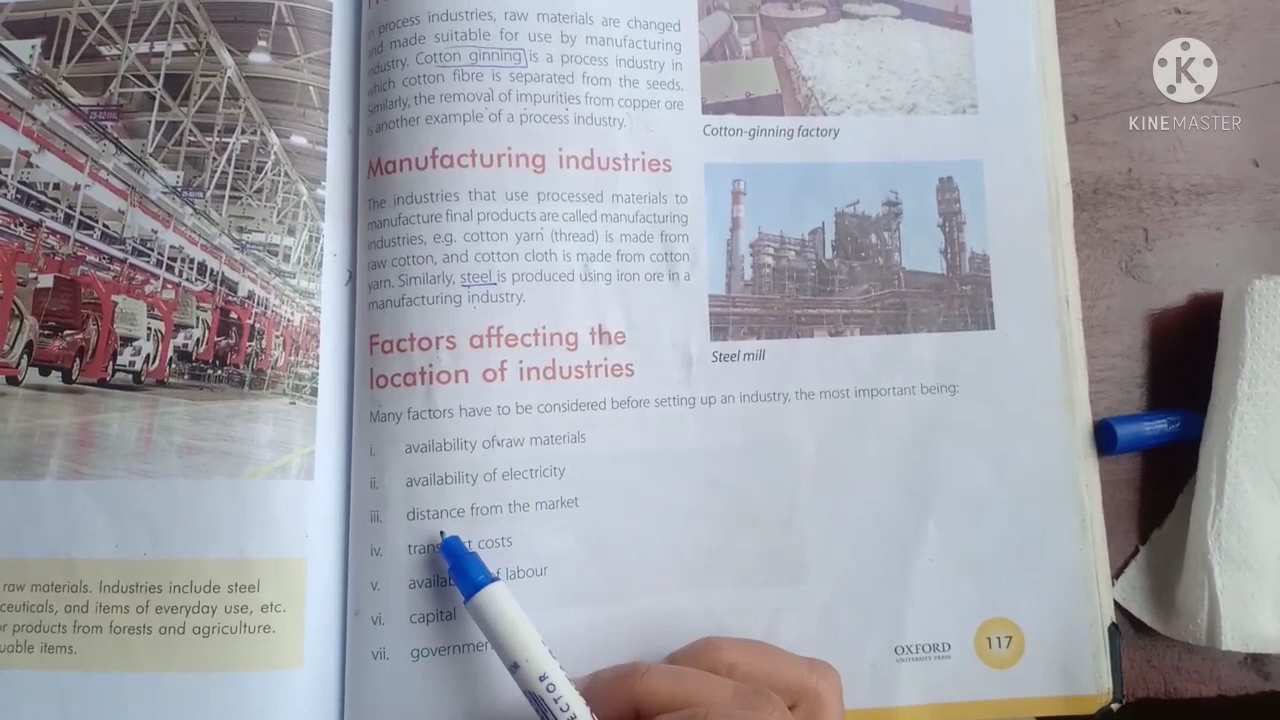 in process industries, raw materials are changed
and made suitable for use by manufacturing
industry. Cotton ginning is a process industry in
which cotton fibre is separated from the seeds.
Similarly, the removal of impurities from copper ore
is another example of a process industry.
Cotton-ginning factory
Manufacturing industries
The industries that use processed materials to
manufacture final products are called manufacturing
industries, e.g. cotton yarn (thread) is made from
raw cotton, and cotton cloth is made from cotton
yarn. Similarly, steel is produced using iron ore in a
manufacturing industry.
Steel mill
Factors affecting the
location of industries
Many factors have to be considered before setting up an industry, the most important being:
i. availability of raw materials
ii. availability of electricity
iii. distance from the market
iv. costs
v. labour
vi. capital
vii.
OXFORD
UNIVERSITY PRESS
117
raw materials. Industries include steel
ceuticals, and items of everyday use, etc.
or products from forests and agriculture.
uable items.
K
KINEMASTER